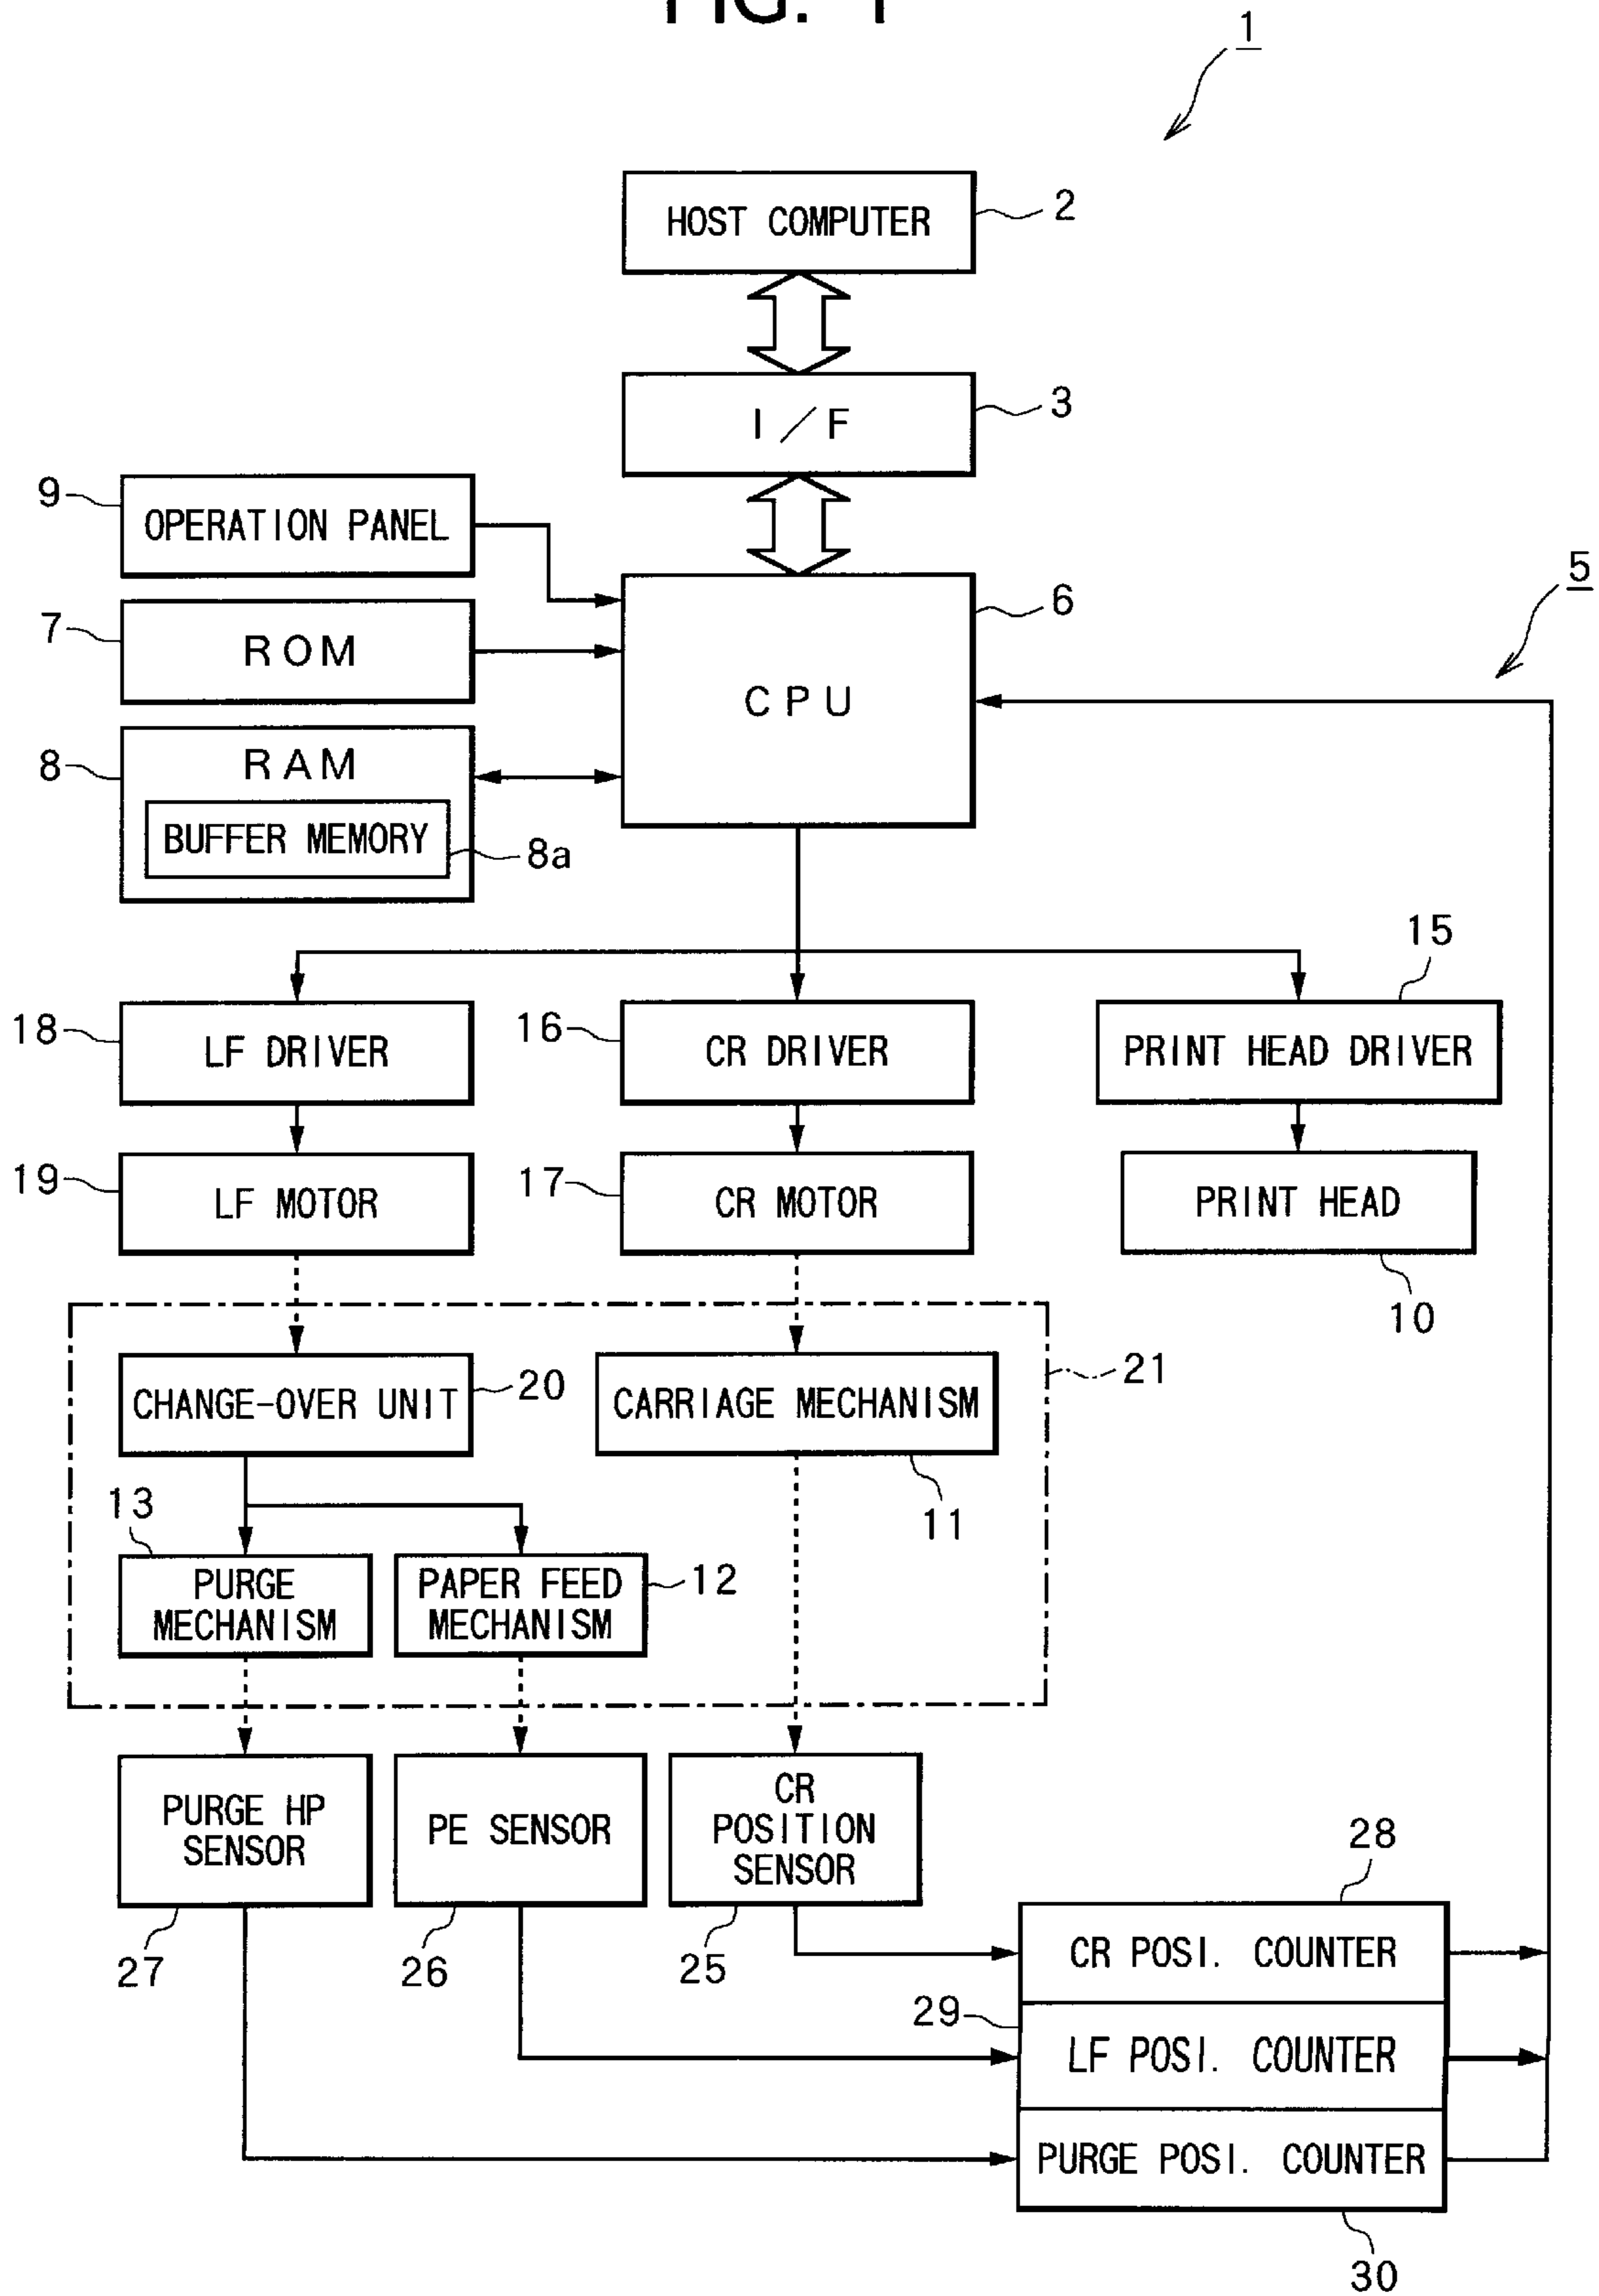 FIG. 1
1
HOST COMPUTER
2
I/F
3
9
OPERATION PANEL
5
6
7
ROM
CPU
8
RAM
BUFFER MEMORY
8a
15
18
LF DRIVER
16
CR DRIVER
PRINT HEAD DRIVER
19
LF MOTOR
17
CR MOTOR
PRINT HEAD
10
21
CHANGE-OVER UNIT
20
CARRIAGE MECHANISM
11
13
PURGE
MECHANISM
PAPER FEED
MECHANISM
12
PURGE HP
SENSOR
PE SENSOR
CR
POSITION
SENSOR
27
26
25
28
CR POSI. COUNTER
29
LF POSI. COUNTER
PURGE POSI. COUNTER
30